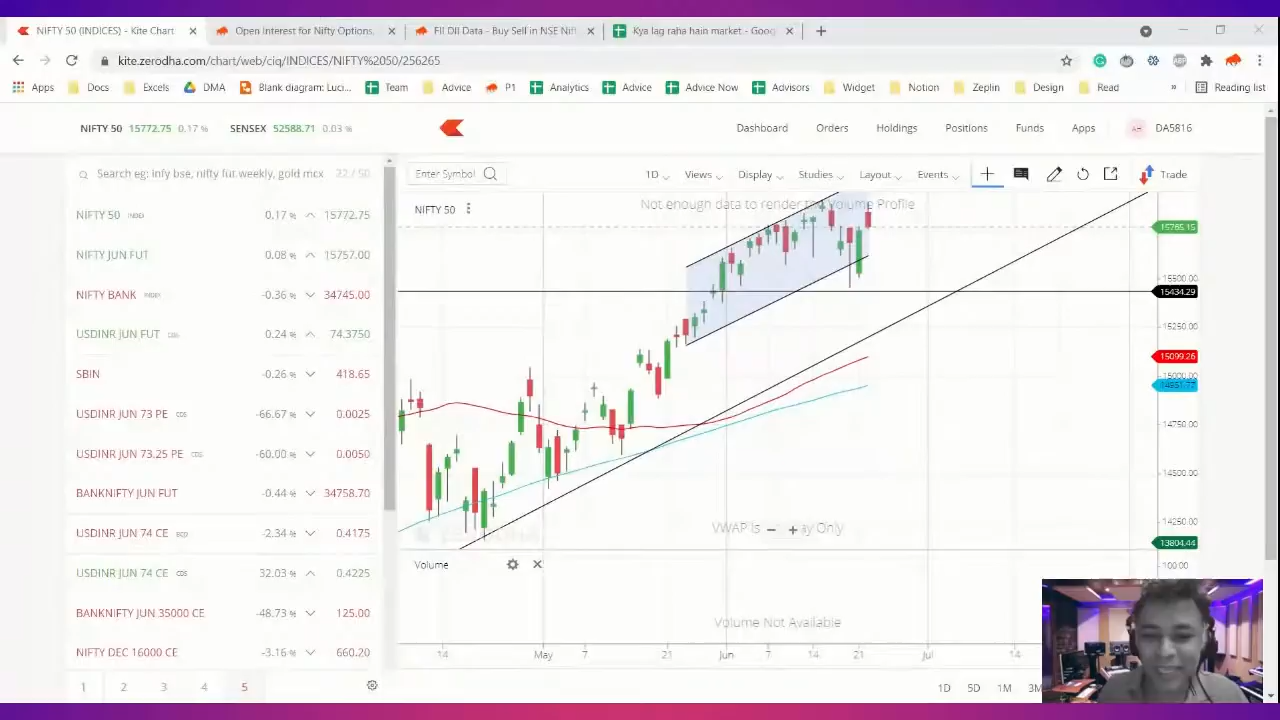 NIFTY 50 (INDICES) - Kite Chart
Open Interest for Nifty Options,
FII DII Data - Buy Sell in NSE Nif
Kya lag raha hain market - Goog
kite.zerodha.com/chart/web/ciq/INDICES/NIFTY%2050/256265
Apps Docs Excels DMA Blank diagram: Luci... Team Advice P1 Analytics Advice Advice Now Advisors Widget Notion Zeplin Design Read » Reading list
NIFTY 50 15772.75 0.17 % SENSEX 52588.71 0.03 % Dashboard Orders Holdings Positions Funds Apps DA5816
Search eg: infy bse, nifty fut weekly, gold mcx 22 / 50
Enter Symbol 1D Views Display Studies Layout Events Trade
NIFTY 50 INDEX 0.17 % 15772.75
NIFTY JUN FUT 0.08 % 15757.00
NIFTY BANK INDEX -0.36 % 34745.00
USDINR JUN FUT CDS 0.24 % 74.3750
SBIN -0.26 % 418.65
USDINR JUN 73 PE CDS -66.67 % 0.0025
USDINR JUN 73.25 PE CDS -60.00 % 0.0050
BANKNIFTY JUN FUT -0.44 % 34758.70
USDINR JUN 74 CE BCD -2.34 % 0.4175
USDINR JUN 74 CE CDS 32.03 % 0.4225
BANKNIFTY JUN 35000 CE -48.73 % 125.00
NIFTY DEC 16000 CE -3.16 % 660.20
1 2 3 4 5
Not enough data to render the Volume Profile
NIFTY 50
15765.15
15500.00
15434.29
15250.00
15099.26
15000.00
14750.00
14500.00
14250.00
13804.44
100.00
VWAP is ay Only
Volume
Volume Not Available
14 May 7 21 Jun 7 14 21 Jul 14
1D 5D 1M 3M